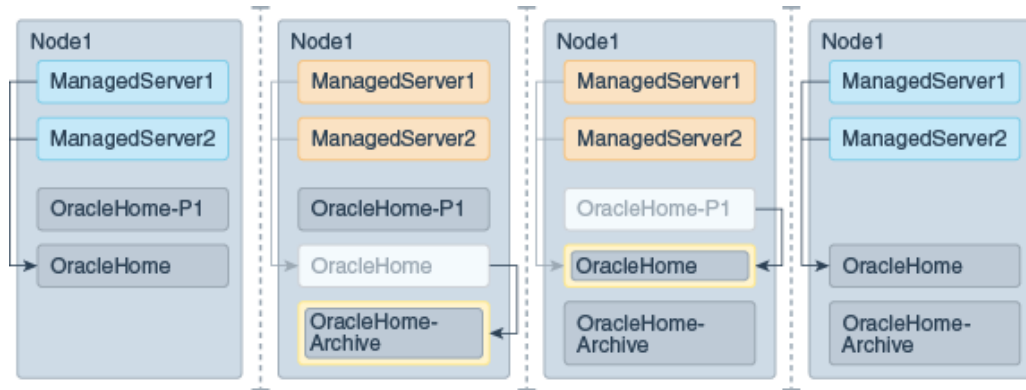 Node1
ManagedServer1
ManagedServer2
OracleHome-P1
OracleHome
Node1
ManagedServer1
ManagedServer2
OracleHome-P1
OracleHome
OracleHome-
Archive
Node1
ManagedServer1
ManagedServer2
OracleHome-P1
OracleHome
OracleHome-
Archive
Node1
ManagedServer1
ManagedServer2
OracleHome
OracleHome-
Archive